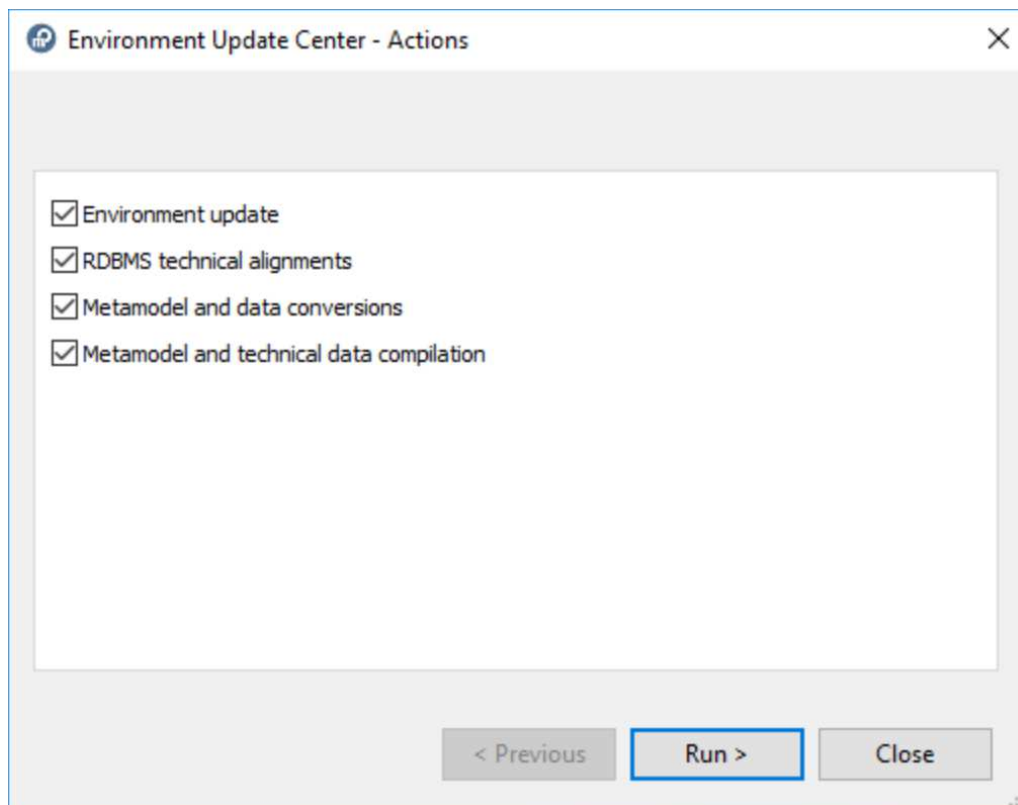 Environment Update Center - Actions
Environment update
RDBMS technical alignments
Metamodel and data conversions
Metamodel and technical data compilation
< Previous
Run >
Close